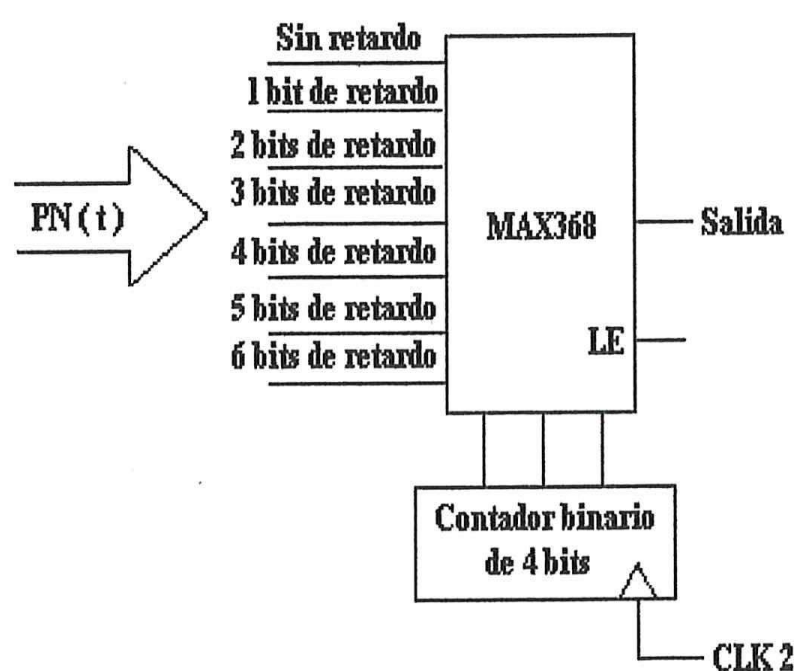 Sin retardo
1 bit de retardo
2 bits de retardo
3 bits de retardo
4 bits de retardo
5 bits de retardo
6 bits de retardo
PN(t)
MAX368
Salida
LE
Contador binario
de 4 bits
CLK 2